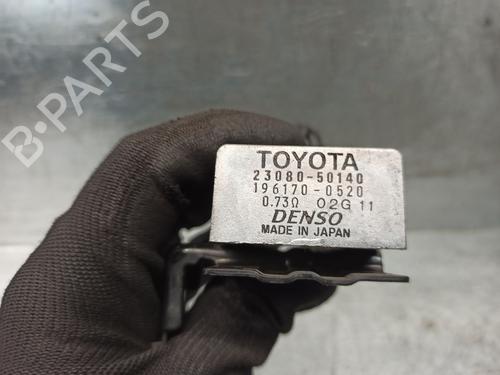 B-PARTS
TOYOTA
23080-50140
196170-0520
0.73Ω 02G 11
DENSO
MADE IN JAPAN